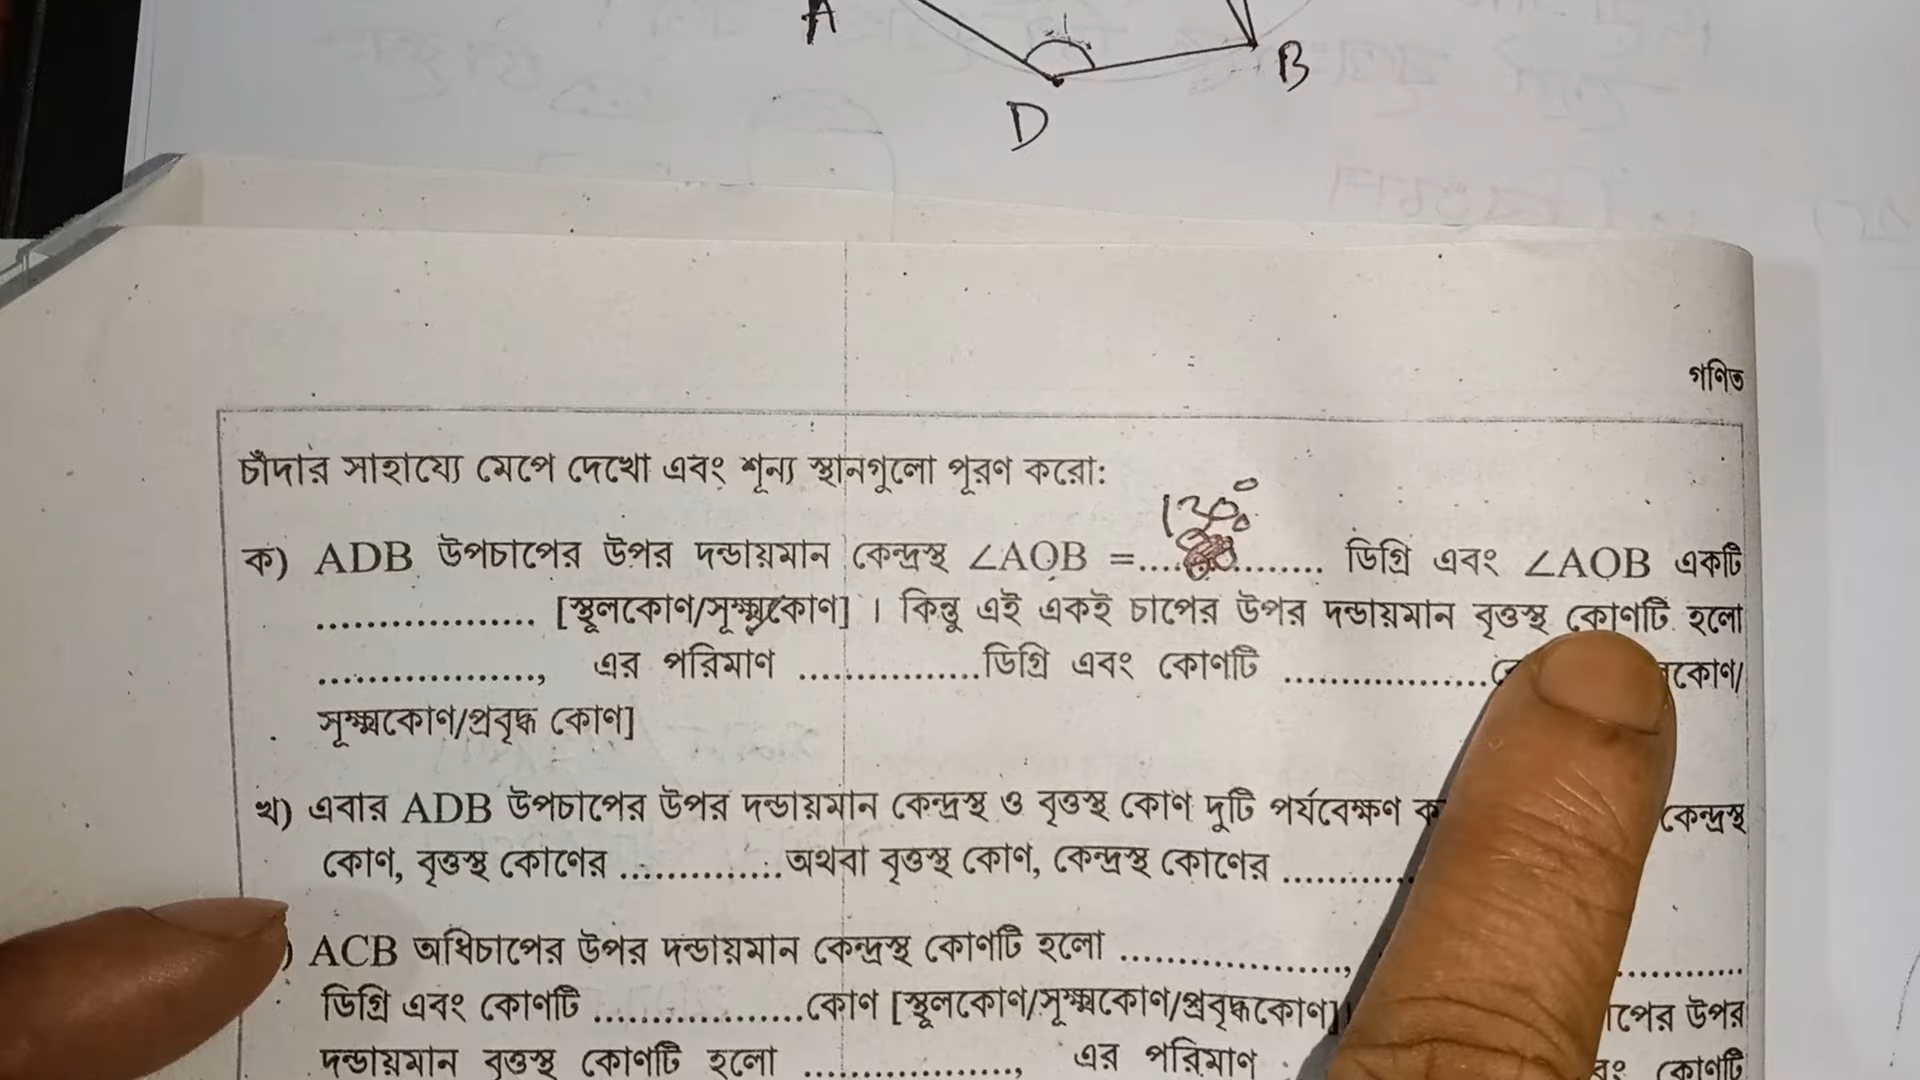 A
B
D
গণিত
চাঁদার সাহায্যে মেপে দেখো এবং শূন্য স্থানগুলো পূরণ করো:
130°
ক) ADB উপচাপের উপর দন্ডায়মান কেন্দ্রস্থ ∠AOB =.................. ডিগ্রি এবং ∠AOB একটি
.................. [স্থূলকোণ/সূক্ষ্মকোণ] । কিন্তু এই একই চাপের উপর দন্ডায়মান বৃত্তস্থ কোণটি হলো
.................., এর পরিমাণ ..................ডিগ্রি এবং কোণটি .................. কোণ/
সূক্ষ্মকোণ/প্রবৃদ্ধ কোণ]
খ) এবার ADB উপচাপের উপর দন্ডায়মান কেন্দ্রস্থ ও বৃত্তস্থ কোণ দুটি পর্যবেক্ষণ কেন্দ্রস্থ
কোণ, বৃত্তস্থ কোণের ...............অথবা বৃত্তস্থ কোণ, কেন্দ্রস্থ কোণের ............
) ACB অধিচাপের উপর দন্ডায়মান কেন্দ্রস্থ কোণটি হলো .................., ............
ডিগ্রি এবং কোণটি ..................কোণ [স্থূলকোণ/সূক্ষ্মকোণ/প্রবৃদ্ধকোণ] উপর
দন্ডায়মান বৃত্তস্থ কোণটি হলো .................., এর পরিমাণ কোণটি